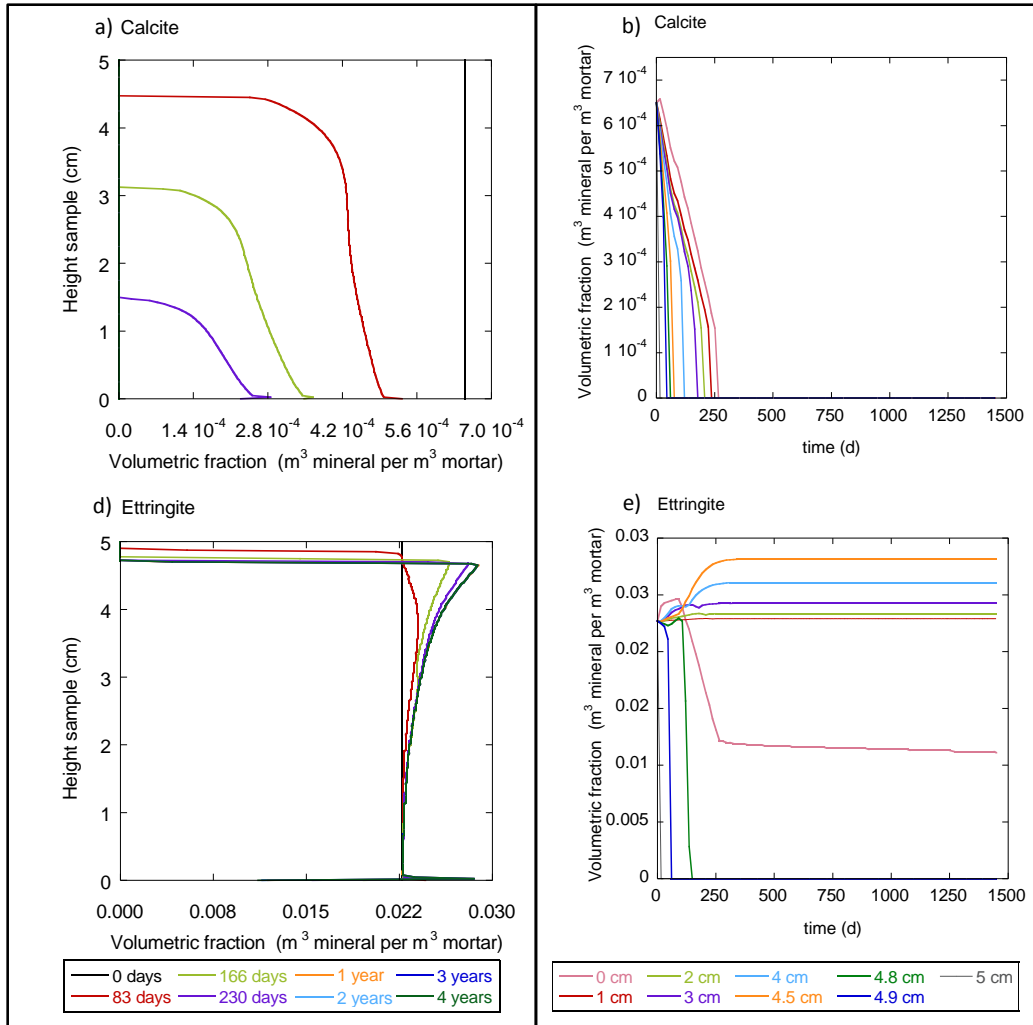 a) Calcite
5
4
3
2
1
0
Height sample (cm)
0.0 1.4 10⁻⁴ 2.8 10⁻⁴ 4.2 10⁻⁴ 5.6 10⁻⁴ 7.0 10⁻⁴
Volumetric fraction (m³ mineral per m³ mortar)
b) Calcite
7 10⁻⁴
6 10⁻⁴
5 10⁻⁴
4 10⁻⁴
3 10⁻⁴
2 10⁻⁴
1 10⁻⁴
0
Volumetric fraction (m³ mineral per m³ mortar)
0 250 500 750 1000 1250 1500
time (d)
d) Ettringite
5
4
3
2
1
0
Height sample (cm)
0.000 0.008 0.015 0.022 0.030
Volumetric fraction (m³ mineral per m³ mortar)
e) Ettringite
0.03
0.03
0.02
0.02
0.01
0.005
0
Volumetric fraction (m³ mineral per m³ mortar)
0 250 500 750 1000 1250 1500
time (d)
0 days 166 days 1 year 3 years
83 days 230 days 2 years 4 years
0 cm 2 cm 4 cm 4.8 cm 5 cm
1 cm 3 cm 4.5 cm 4.9 cm